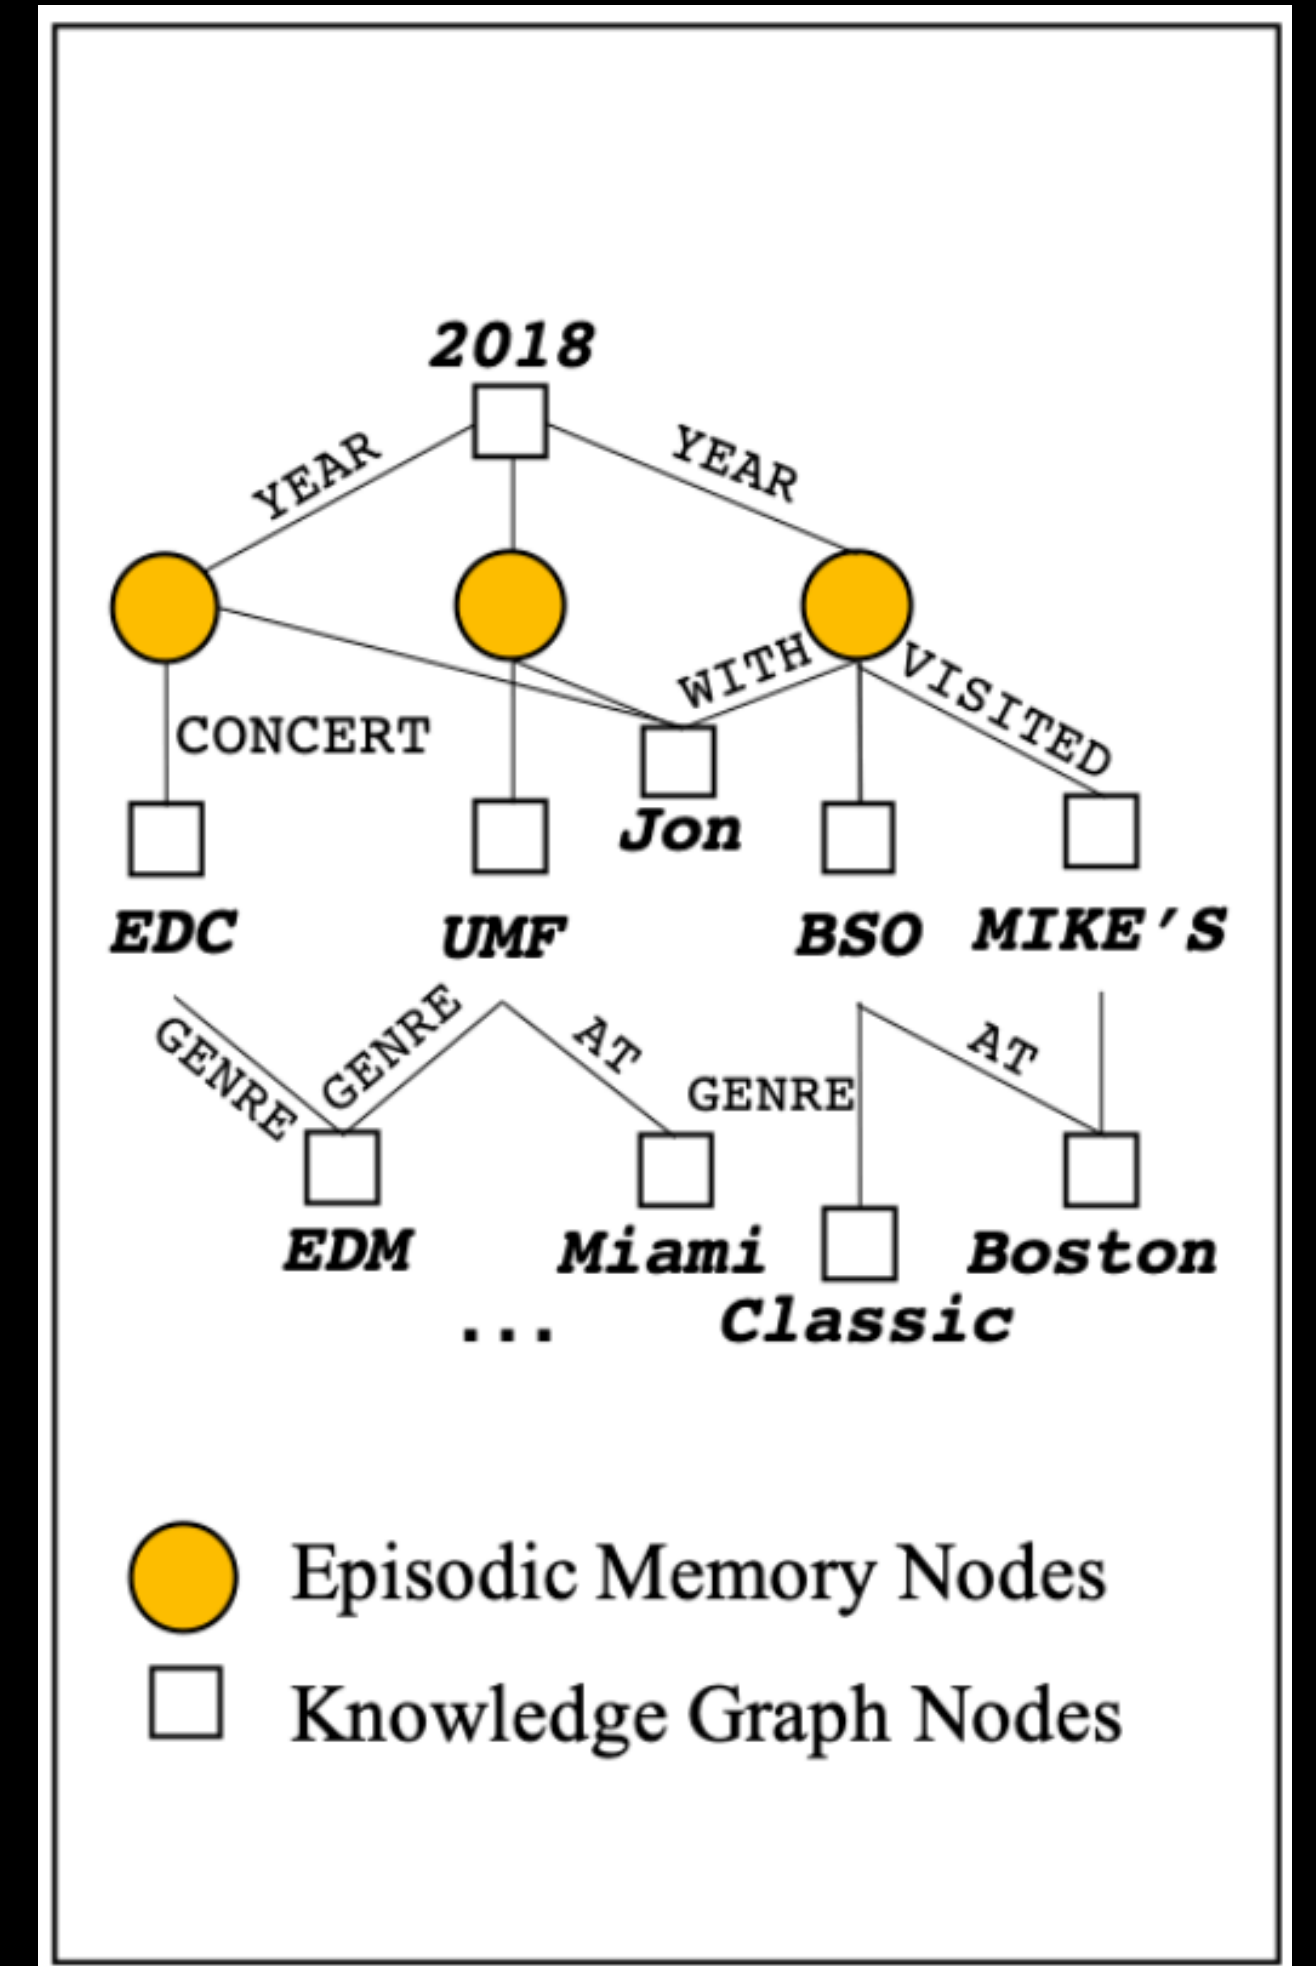 2018
YEAR
YEAR
WITH
VISITED
CONCERT
Jon
EDC
UMF
BSO
MIKE'S
GENRE
GENRE
AT
GENRE
AT
EDM
Miami
Boston
...
Classic
Episodic Memory Nodes
Knowledge Graph Nodes